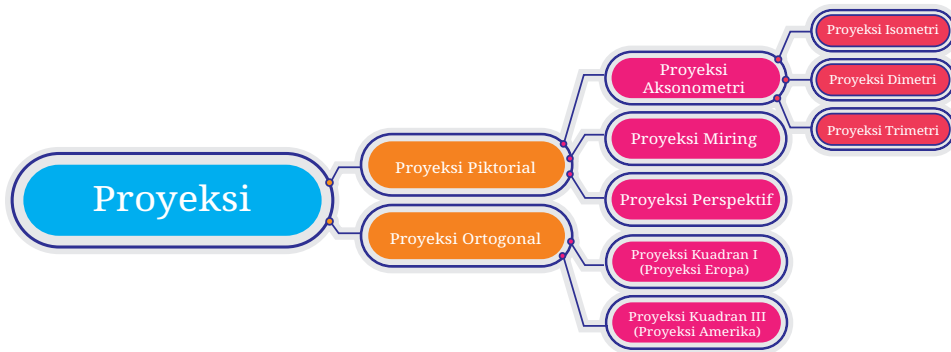 Proyeksi
Proyeksi Piktorial
Proyeksi Aksonometri
Proyeksi Isometri
Proyeksi Dimetri
Proyeksi Trimetri
Proyeksi Miring
Proyeksi Perspektif
Proyeksi Ortogonal
Proyeksi Kuadran I
(Proyeksi Eropa)
Proyeksi Kuadran III
(Proyeksi Amerika)